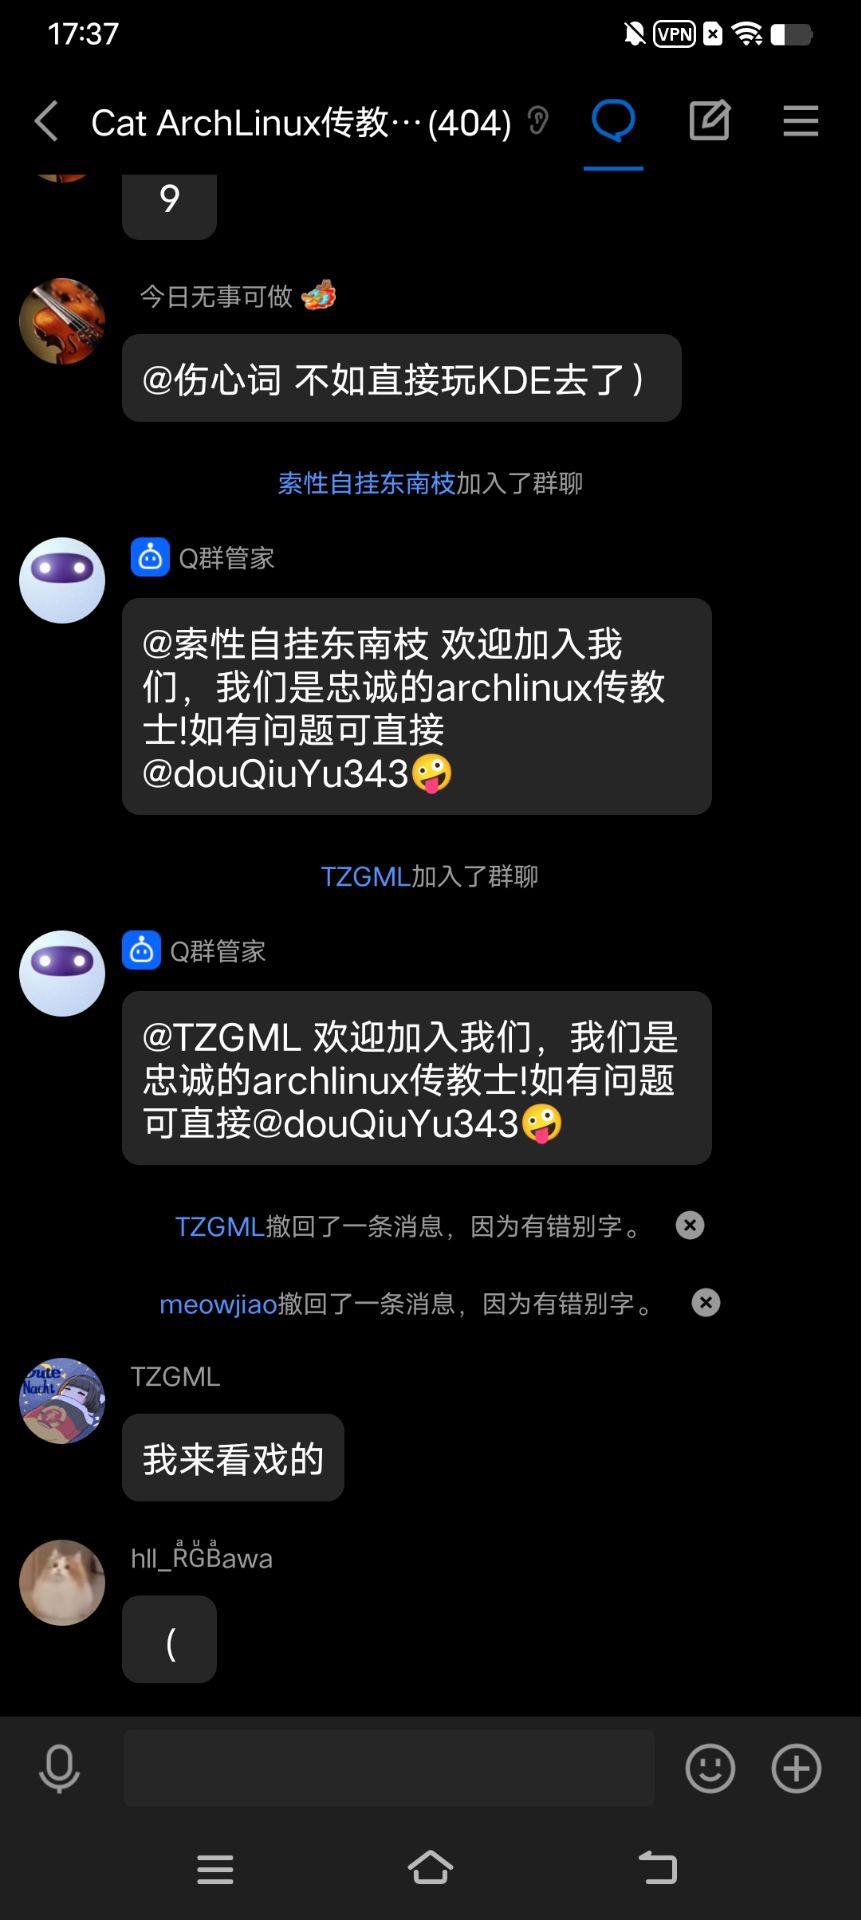 17:37
VPN
Cat ArchLinux传教…(404)
9
今日无事可做
@伤心词 不如直接玩KDE去了）
索性自挂东南枝加入了群聊
Q群管家
@索性自挂东南枝 欢迎加入我
们，我们是忠诚的archlinux传教
士!如有问题可直接
@douQiuYu343🤪
TZGML加入了群聊
Q群管家
@TZGML 欢迎加入我们，我们是
忠诚的archlinux传教士!如有问题
可直接@douQiuYu343🤪
TZGML撤回了一条消息，因为有错别字。
meowjiao撤回了一条消息，因为有错别字。
Gute
Nacht
TZGML
我来看戏的
hll_RͣGͧBͣawa
（